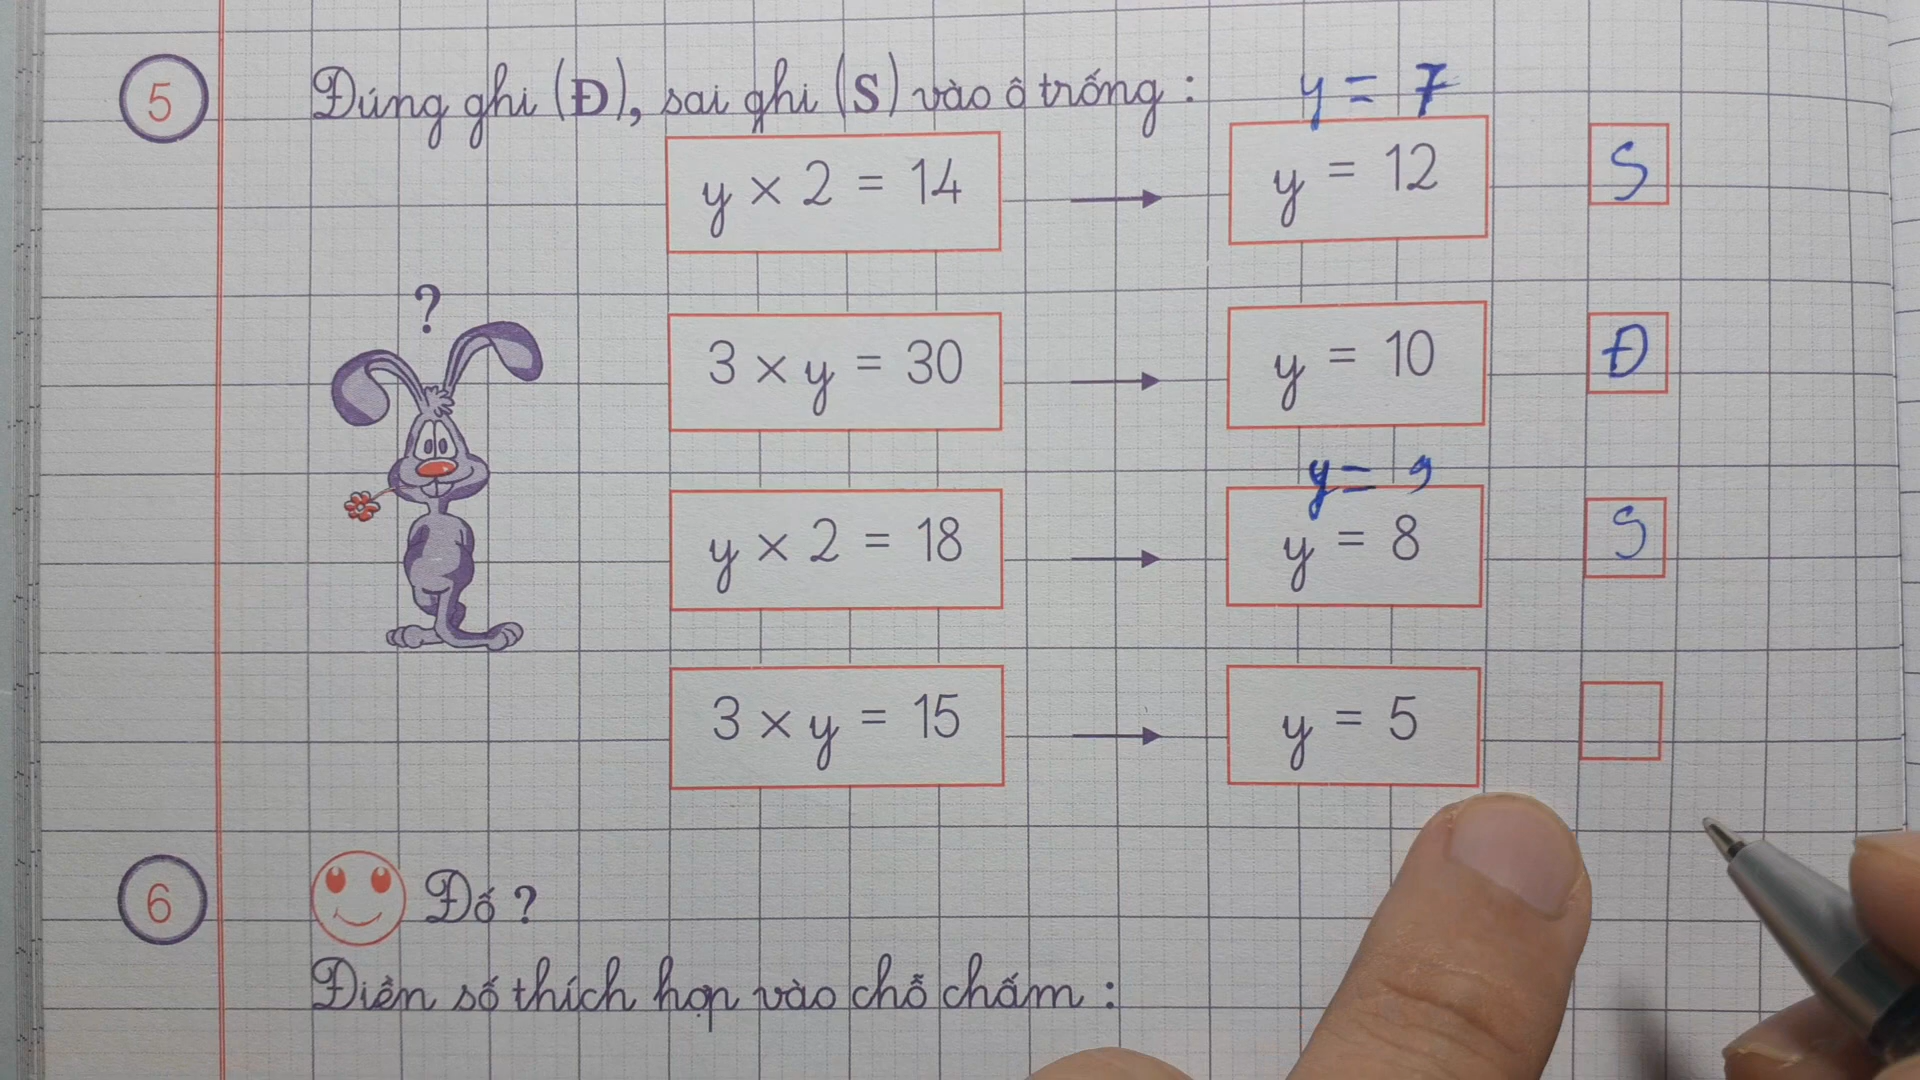 5 Đúng ghi (Đ), sai ghi (S) vào ô trống : y = 7
y × 2 = 14 → y = 12 S
?
3 × y = 30 → y = 10 Đ
y = 9
y × 2 = 18 → y = 8 S
3 × y = 15 → y = 5
6 Đố ?
Điền số thích hợp vào chỗ chấm :